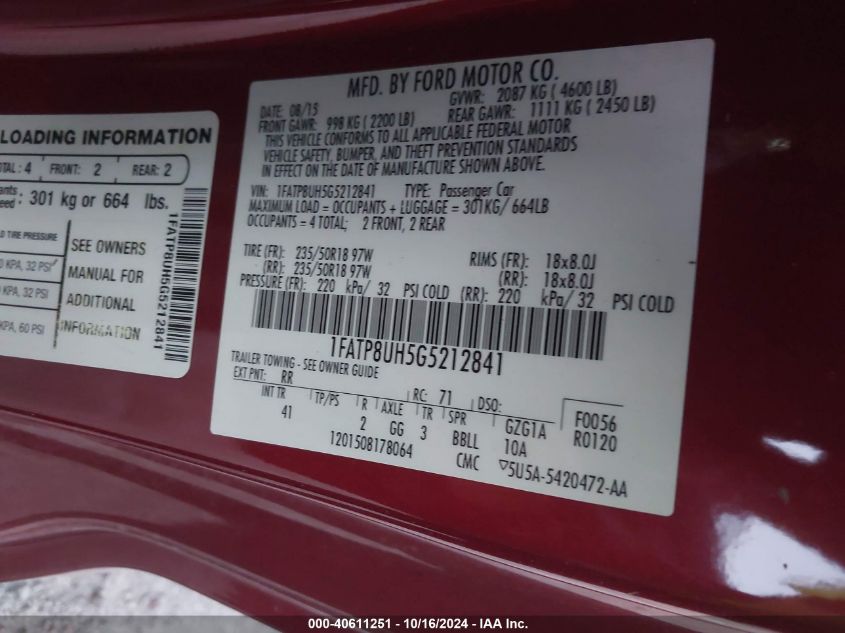 LOADING INFORMATION
TOTAL: 4 FRONT: 2 REAR: 2
301 kg or 664 lbs.
TIRE PRESSURE
KPA, 32 PSI
KPA, 32 PSI
KPA, 60 PSI
SEE OWNERS
MANUAL FOR
ADDITIONAL
INFORMATION
1FATP8UH5G5212841
MFD. BY FORD MOTOR CO.
DATE: 08/15 GVWR: 2087 KG ( 4600 LB)
FRONT GAWR: 998 KG ( 2200 LB) REAR GAWR: 1111 KG ( 2450 LB)
THIS VEHICLE CONFORMS TO ALL APPLICABLE FEDERAL MOTOR
VEHICLE SAFETY, BUMPER, AND THEFT PREVENTION STANDARDS
IN EFFECT ON THE DATE OF MANUFACTURE SHOWN ABOVE.
VIN: 1FATP8UH5G5212841 TYPE: Passenger Car
MAXIMUM LOAD = OCCUPANTS + LUGGAGE = 301KG/ 664LB
OCCUPANTS = 4 TOTAL; 2 FRONT, 2 REAR
TIRE (FR): 235/50R18 97W RIMS (FR): 18x8.0J
(RR): 235/50R18 97W (RR): 18x8.0J
PRESSURE (FR): 220 kPa/ 32 PSI COLD (RR): 220 kPa/ 32 PSI COLD
1FATP8UH5G5212841
TRAILER TOWING - SEE OWNER GUIDE
EXT PNT: RR RC: 71 DSO: F0056
INT TR TP/PS R AXLE TR SPR GZG1A R0120
41 2 GG 3 BBLL 10A
1201508178064 CMC ▽5U5A-5420472-AA
000-40611251 - 10/16/2024 - IAA Inc.